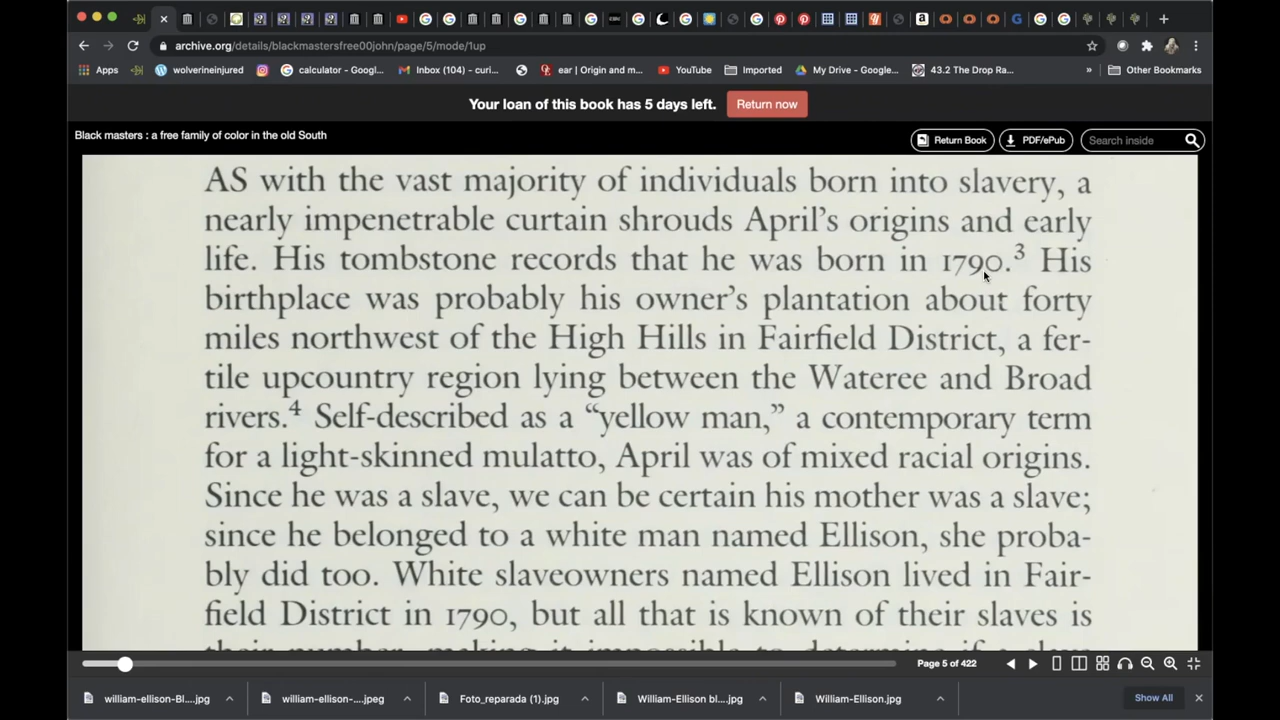 archive.org/details/blackmastersfree00john/page/5/mode/1up
Apps wolverineinjured calculator - Googl... Inbox (104) - curi... ear | Origin and m... YouTube Imported My Drive - Google... 43.2 The Drop Ra... » Other Bookmarks
Your loan of this book has 5 days left. Return now
Black masters : a free family of color in the old South
Return Book PDF/ePub Search inside
AS with the vast majority of individuals born into slavery, a
nearly impenetrable curtain shrouds April's origins and early
life. His tombstone records that he was born in 1790.3 His
birthplace was probably his owner's plantation about forty
miles northwest of the High Hills in Fairfield District, a fer-
tile upcountry region lying between the Wateree and Broad
rivers.4 Self-described as a “yellow man,” a contemporary term
for a light-skinned mulatto, April was of mixed racial origins.
Since he was a slave, we can be certain his mother was a slave;
since he belonged to a white man named Ellison, she proba-
bly did too. White slaveowners named Ellison lived in Fair-
field District in 1790, but all that is known of their slaves is
their number, making it impossible to determine if a slave
Page 5 of 422
william-ellison-Bl....jpg william-ellison-....jpeg Foto_reparada (1).jpg William-Ellison bl....jpg William-Ellison.jpg Show All